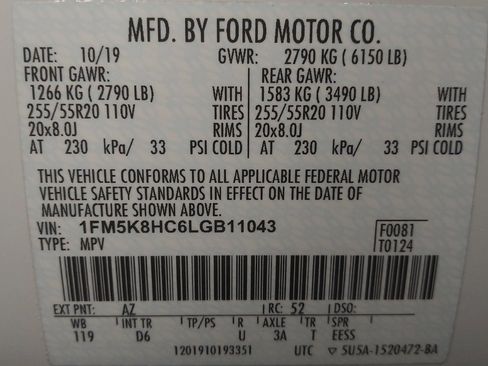 MFD. BY FORD MOTOR CO.
DATE: 10/19 GVWR: 2790 KG ( 6150 LB)
FRONT GAWR: REAR GAWR:
1266 KG ( 2790 LB) WITH 1583 KG ( 3490 LB) WITH
255/55R20 110V TIRES 255/55R20 110V TIRES
20x8.0J RIMS 20x8.0J RIMS
AT 230 kPa/ 33 PSI COLD AT 230 kPa/ 33 PSI COLD
THIS VEHICLE CONFORMS TO ALL APPLICABLE FEDERAL MOTOR
VEHICLE SAFETY STANDARDS IN EFFECT ON THE DATE OF
MANUFACTURE SHOWN ABOVE.
VIN: 1FM5K8HC6LGB11043 F0081
TYPE: MPV T0124
EXT PNT: AZ RC: 52 DSO:
WB INT TR TP/PS R AXLE TR SPR
119 D6 U 3A T EESS
1201910193351 UTC ▽ 5U5A-1520472-BA